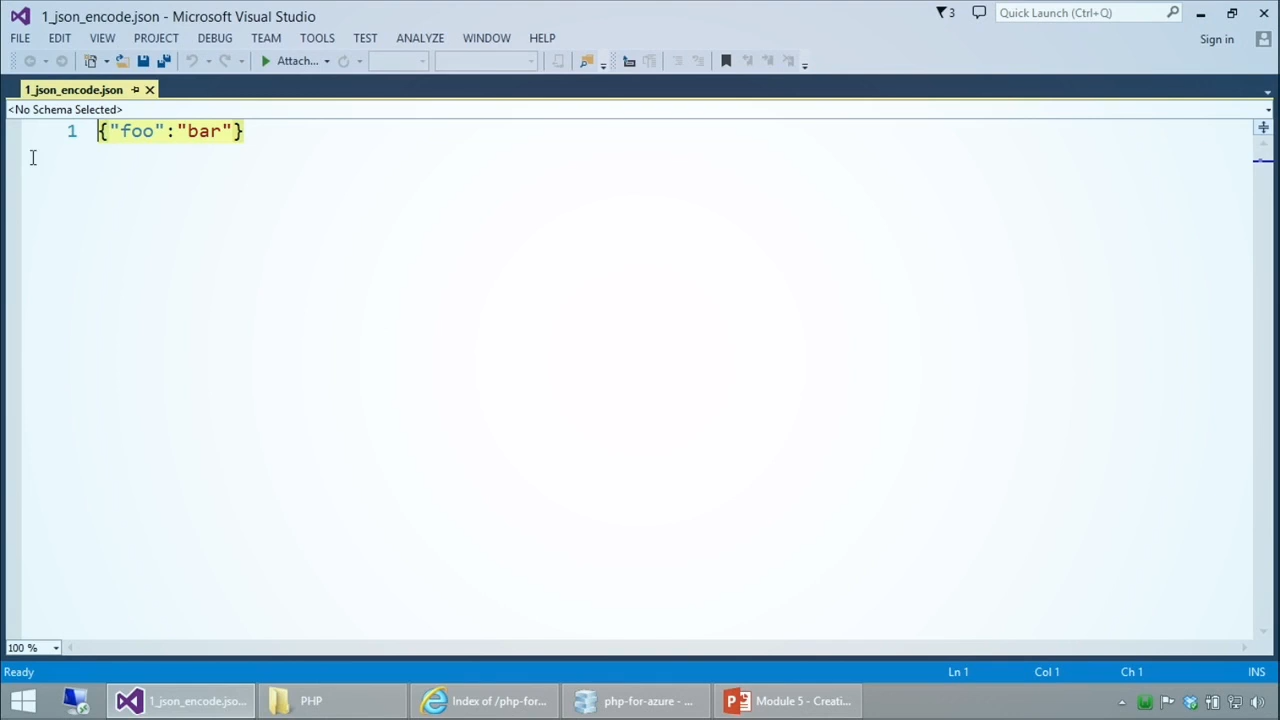 1_json_encode.json - Microsoft Visual Studio
3
Quick Launch (Ctrl+Q)
FILE EDIT VIEW PROJECT DEBUG TEAM TOOLS TEST ANALYZE WINDOW HELP
Sign in
Attach...
1_json_encode.json
<No Schema Selected>
1 {"foo":"bar"}
100 %
Ready
Ln 1 Col 1 Ch 1 INS
1_json_encode.jso...
PHP
Index of /php-for...
php-for-azure - ...
Module 5 - Creati...